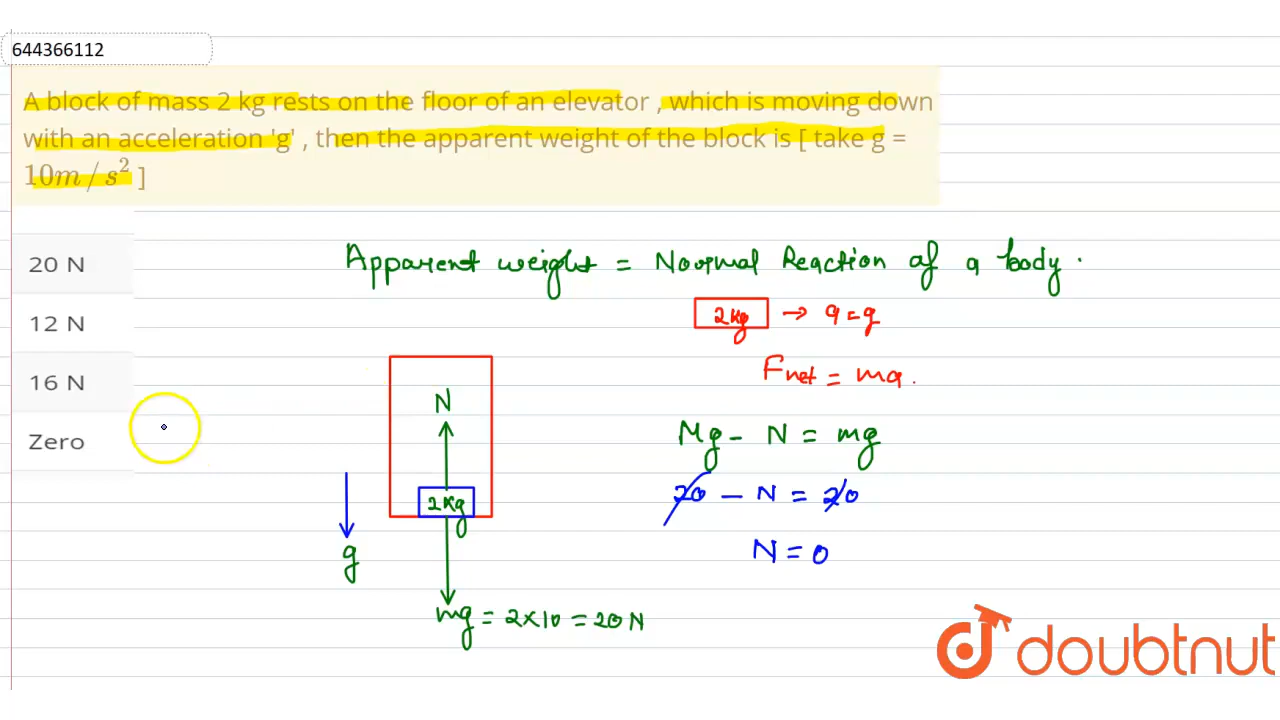 644366112
A block of mass 2 kg rests on the floor of an elevator , which is moving down
with an acceleration 'g' , then the apparent weight of the block is [ take g =
10m/s² ]
20 N
12 N
16 N
Zero
Apparent weight = Normal Reaction of a body .
2kg → a = g
Fnet = ma .
N
2kg
g
mg = 2×10 = 20 N
Mg - N = mg
20 - N = 20
N = 0
doubtnut